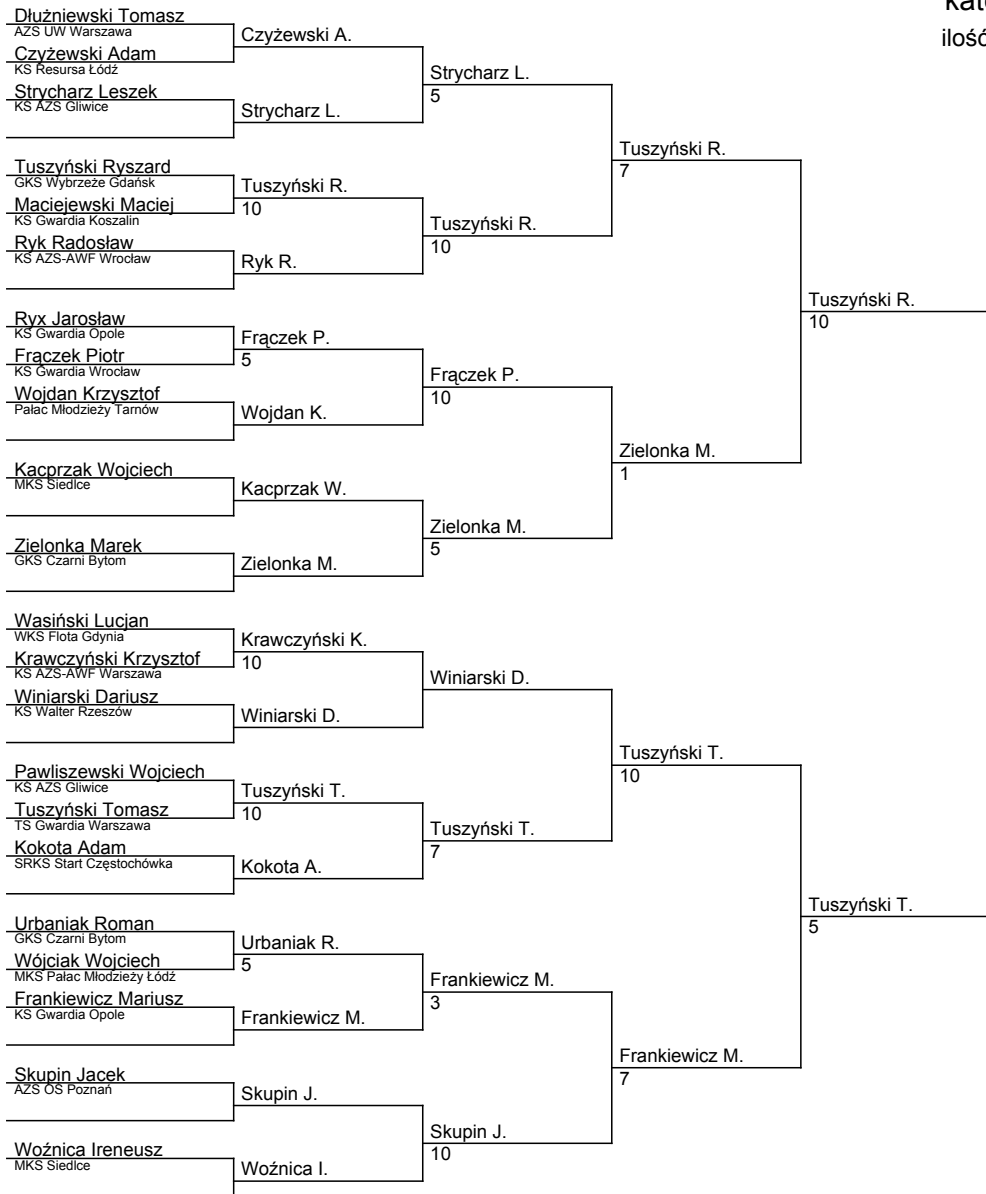 kat
ilość
Dłużniewski Tomasz
AZS UW Warszawa
Czyżewski A.
Czyżewski Adam
KS Resursa Łódź
Strycharz L.
5
Strycharz Leszek
KS AZS Gliwice
Strycharz L.
Tuszyński R.
7
Tuszyński Ryszard
GKS Wybrzeże Gdańsk
Tuszyński R.
10
Maciejewski Maciej
KS Gwardia Koszalin
Tuszyński R.
10
Ryk Radosław
KS AZS-AWF Wrocław
Ryk R.
Tuszyński R.
10
Ryx Jarosław
KS Gwardia Opole
Frączek P.
5
Frączek Piotr
KS Gwardia Wrocław
Frączek P.
10
Wojdan Krzysztof
Pałac Młodzieży Tarnów
Wojdan K.
Zielonka M.
1
Kacprzak Wojciech
MKS Siedlce
Kacprzak W.
Zielonka M.
5
Zielonka Marek
GKS Czarni Bytom
Zielonka M.
Wasiński Lucjan
WKS Flota Gdynia
Krawczyński K.
10
Krawczyński Krzysztof
KS AZS-AWF Warszawa
Winiarski D.
Winiarski Dariusz
KS Walter Rzeszów
Winiarski D.
Tuszyński T.
10
Pawliszewski Wojciech
KS AZS Gliwice
Tuszyński T.
10
Tuszyński Tomasz
TS Gwardia Warszawa
Tuszyński T.
7
Kokota Adam
SRKS Start Częstochówka
Kokota A.
Tuszyński T.
5
Urbaniak Roman
GKS Czarni Bytom
Urbaniak R.
5
Wójciak Wojciech
MKS Pałac Młodzieży Łódź
Frankiewicz M.
3
Frankiewicz Mariusz
KS Gwardia Opole
Frankiewicz M.
Frankiewicz M.
7
Skupin Jacek
AZS OŚ Poznań
Skupin J.
Skupin J.
10
Woźnica Ireneusz
MKS Siedlce
Woźnica I.